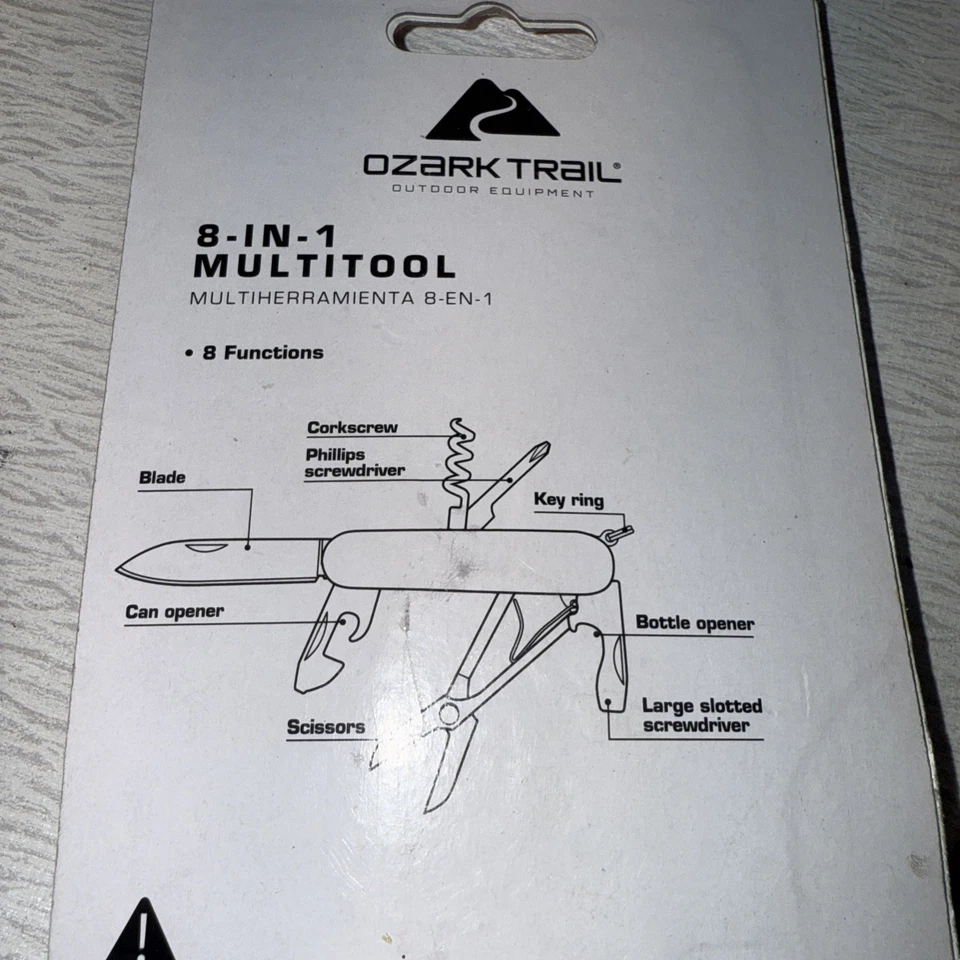 OZARK TRAIL®
OUTDOOR EQUIPMENT
8-IN-1
MULTITOOL
MULTIHERRAMIENTA 8-EN-1
• 8 Functions
Corkscrew
Phillips
screwdriver
Blade
Key ring
Can opener
Bottle opener
Large slotted
screwdriver
Scissors